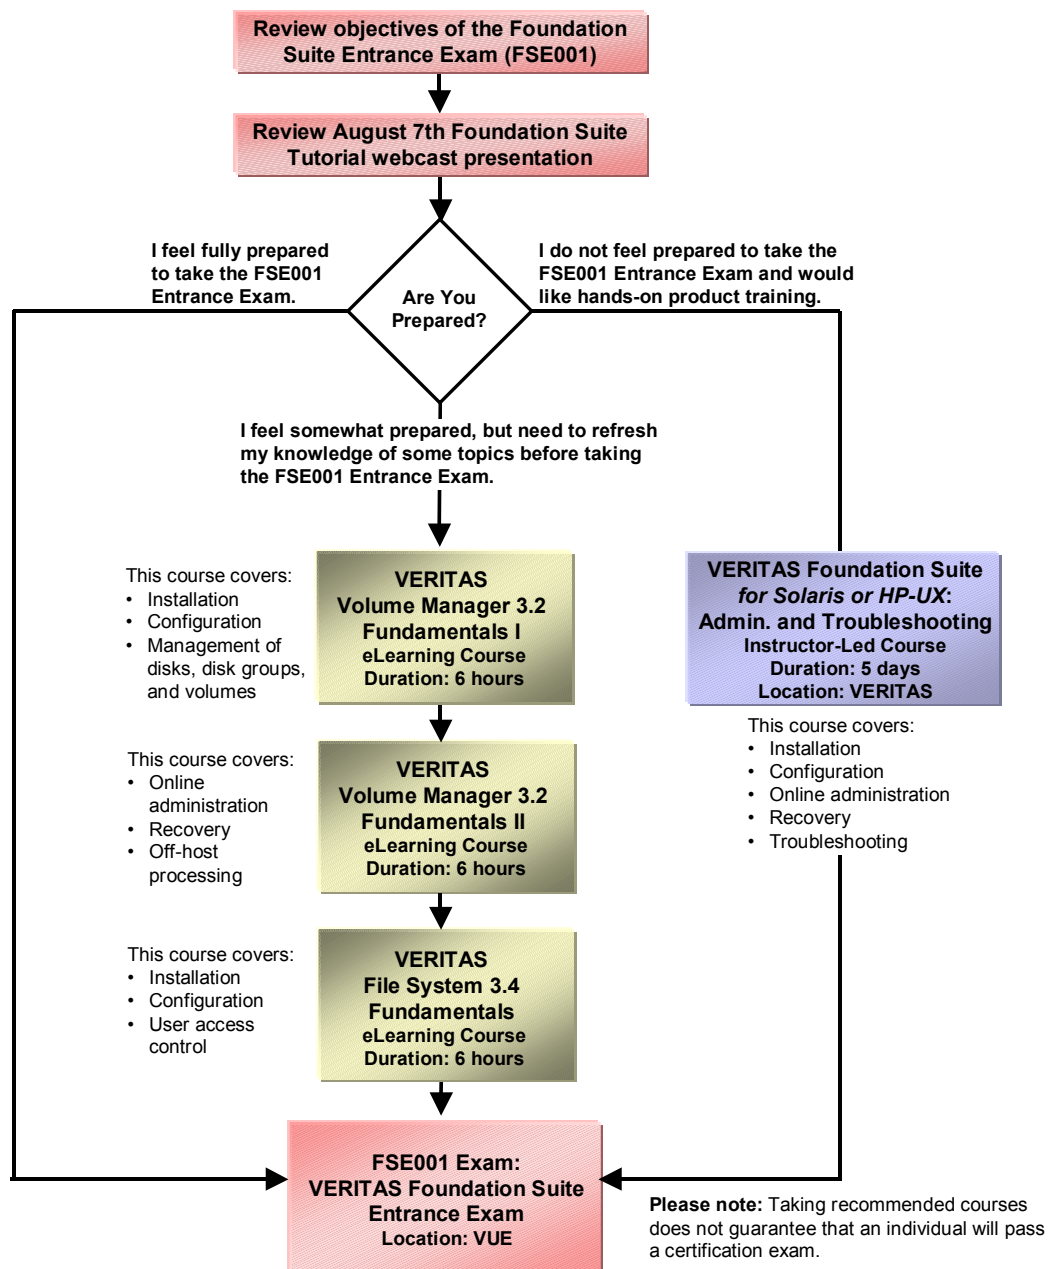 Review objectives of the Foundation
Suite Entrance Exam (FSE001)
Review August 7th Foundation Suite
Tutorial webcast presentation
I feel fully prepared
to take the FSE001
Entrance Exam.
Are You
Prepared?
I do not feel prepared to take the
FSE001 Entrance Exam and would
like hands-on product training.
I feel somewhat prepared, but need to refresh
my knowledge of some topics before taking
the FSE001 Entrance Exam.
This course covers:
• Installation
• Configuration
• Management of
disks, disk groups,
and volumes
VERITAS
Volume Manager 3.2
Fundamentals I
eLearning Course
Duration: 6 hours
VERITAS Foundation Suite
for Solaris or HP-UX:
Admin. and Troubleshooting
Instructor-Led Course
Duration: 5 days
Location: VERITAS
This course covers:
• Installation
• Configuration
• Online administration
• Recovery
• Troubleshooting
This course covers:
• Online
administration
• Recovery
• Off-host
processing
VERITAS
Volume Manager 3.2
Fundamentals II
eLearning Course
Duration: 6 hours
This course covers:
• Installation
• Configuration
• User access
control
VERITAS
File System 3.4
Fundamentals
eLearning Course
Duration: 6 hours
FSE001 Exam:
VERITAS Foundation Suite
Entrance Exam
Location: VUE
Please note: Taking recommended courses
does not guarantee that an individual will pass
a certification exam.